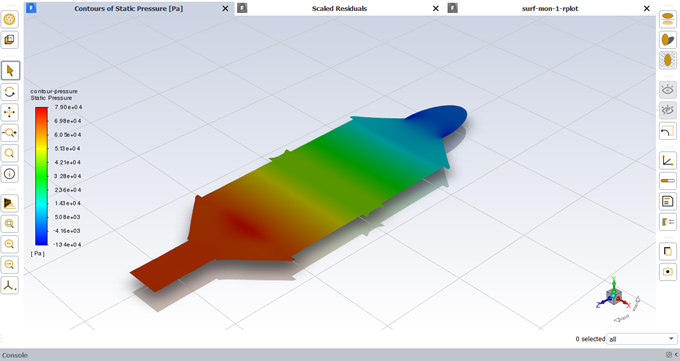 Contours of Static Pressure [Pa]
Scaled Residuals
surf-mon-1-rplot
contour-pressure
Static Pressure
7.90e+04
6.98e+04
6.05e+04
5.13e+04
4.21e+04
3.28e+04
2.36e+04
1.43e+04
5.08e+03
-4.16e+03
-1.34e+04
[ Pa ]
Y
Z
X
0 selected
all
Console